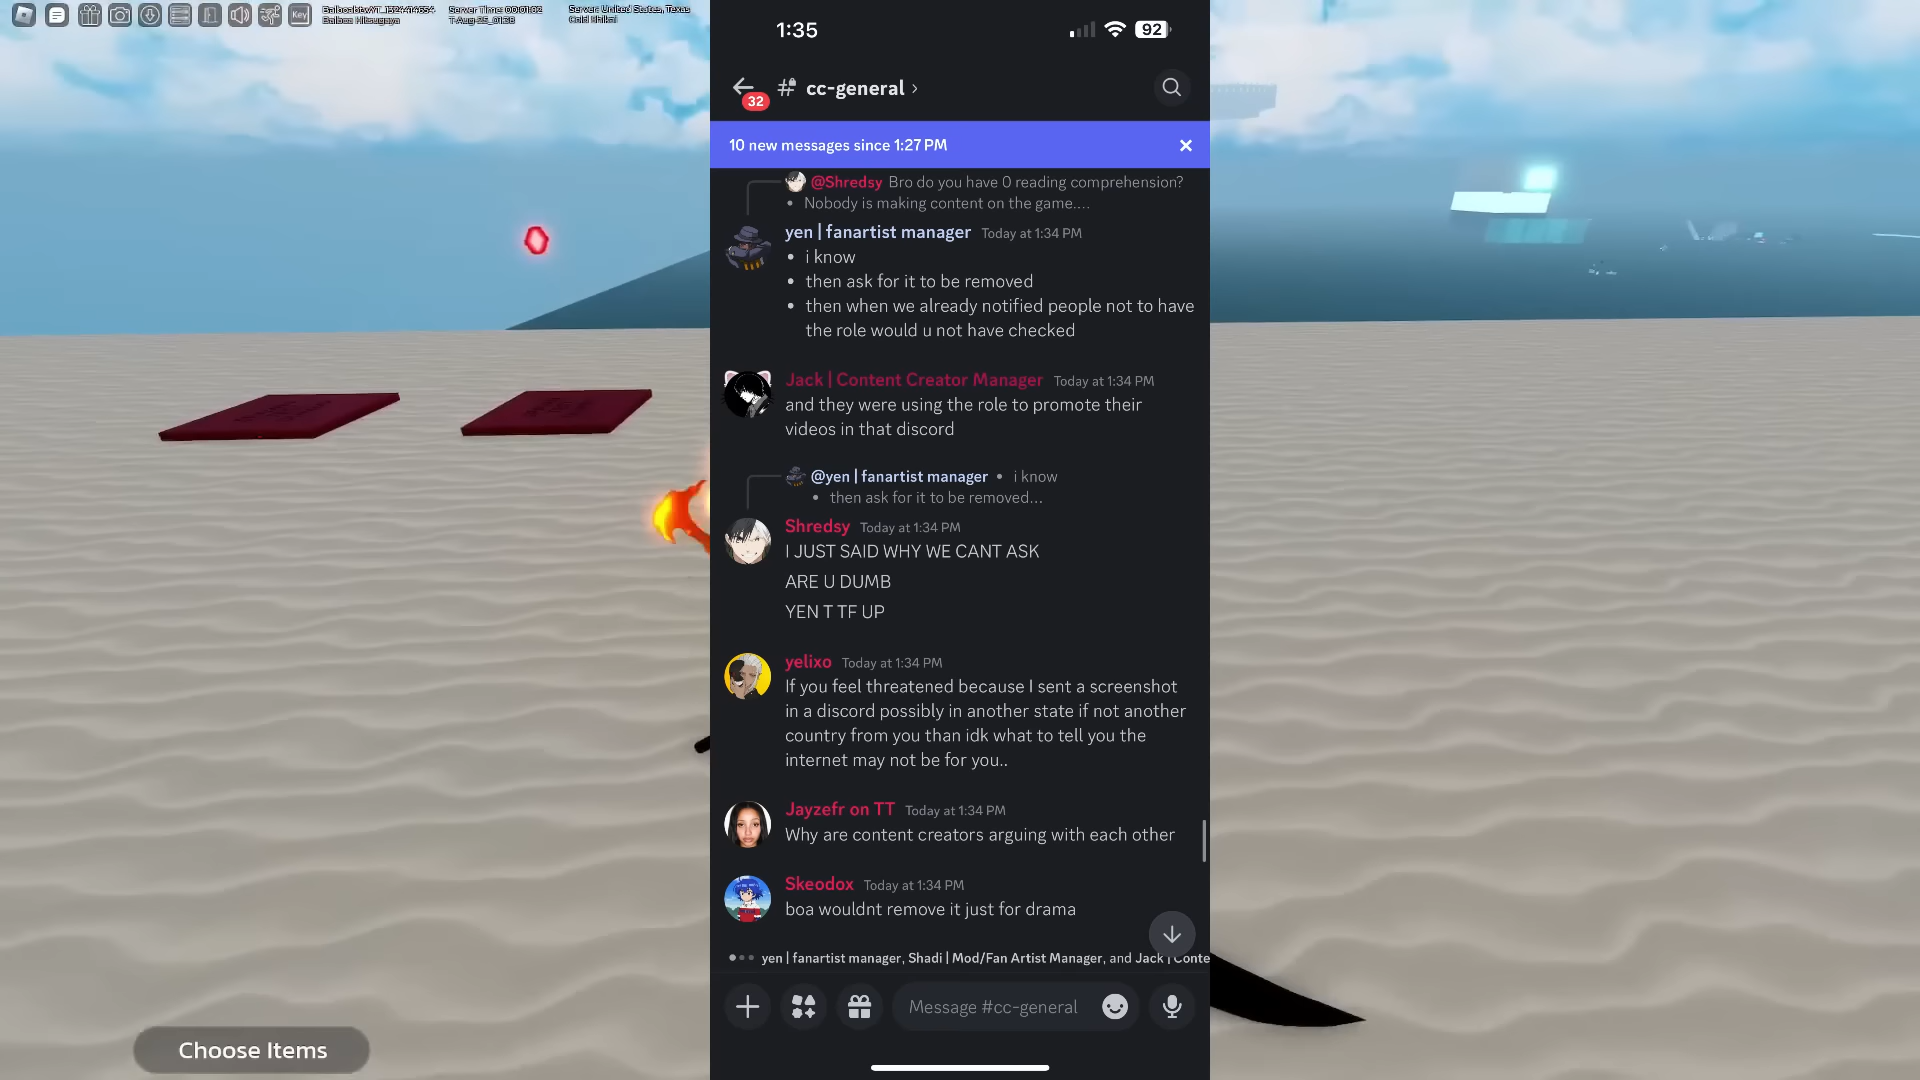 Key
Server Time: 00:01:02
Server: United States, Texas
1:35
92
32
cc-general
10 new messages since 1:27 PM
@Shredsy Bro do you have 0 reading comprehension?
• Nobody is making content on the game....
yen | fanartist manager Today at 1:34 PM
• i know
• then ask for it to be removed
• then when we already notified people not to have
the role would u not have checked
Jack | Content Creator Manager Today at 1:34 PM
and they were using the role to promote their
videos in that discord
@yen | fanartist manager • i know
• then ask for it to be removed...
Shredsy Today at 1:34 PM
I JUST SAID WHY WE CANT ASK
ARE U DUMB
YEN T TF UP
yelixo Today at 1:34 PM
If you feel threatened because I sent a screenshot
in a discord possibly in another state if not another
country from you than idk what to tell you the
internet may not be for you..
Jayzefr on TT Today at 1:34 PM
Why are content creators arguing with each other
Skeodox Today at 1:34 PM
boa wouldnt remove it just for drama
yen | fanartist manager, Shadi | Mod/Fan Artist Manager, and Jack | Conte
Message #cc-general
Choose Items